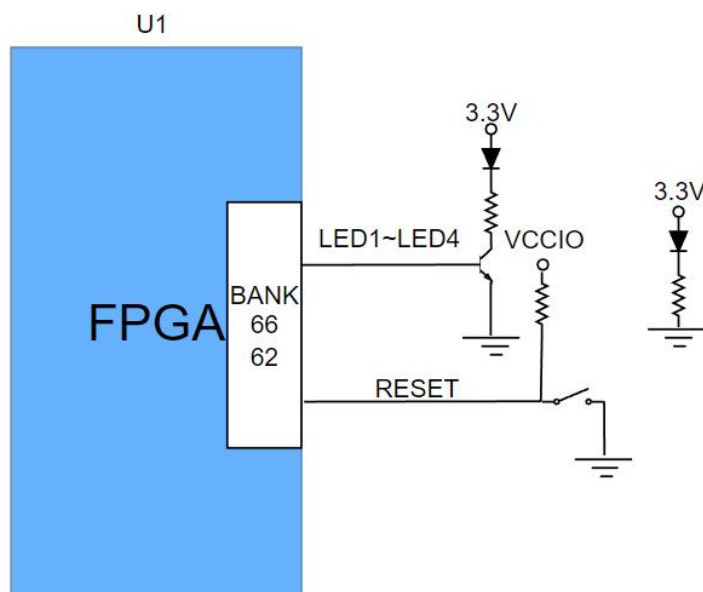 U1
3.3V
3.3V
LED1~LED4
VCCIO
BANK
66
62
FPGA
RESET